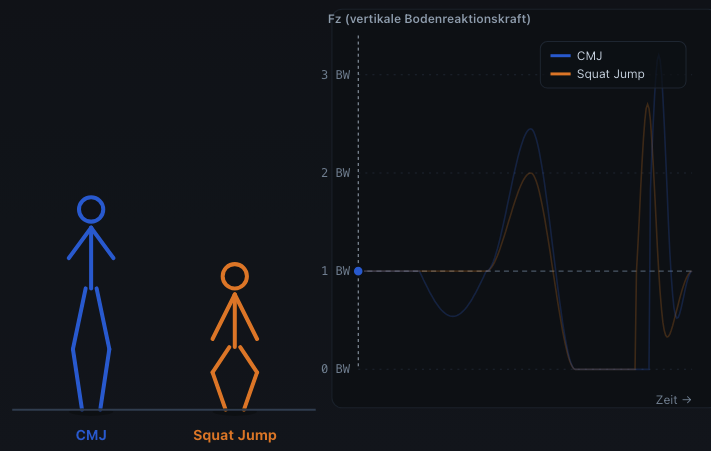 Fz (vertikale Bodenreaktionskraft)
CMJ
Squat Jump
3 BW
2 BW
1 BW
0 BW
Zeit →
CMJ
Squat Jump